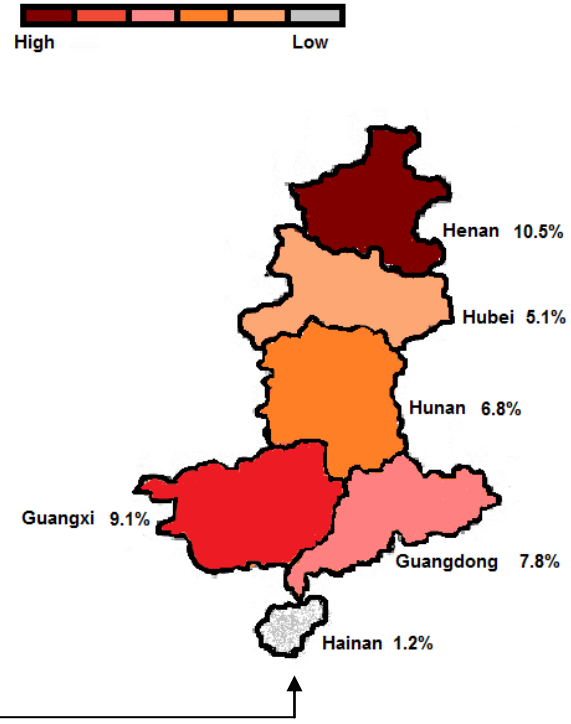 High Low
Henan 10.5%
Hubei 5.1%
Hunan 6.8%
Guangxi 9.1%
Guangdong 7.8%
Hainan 1.2%